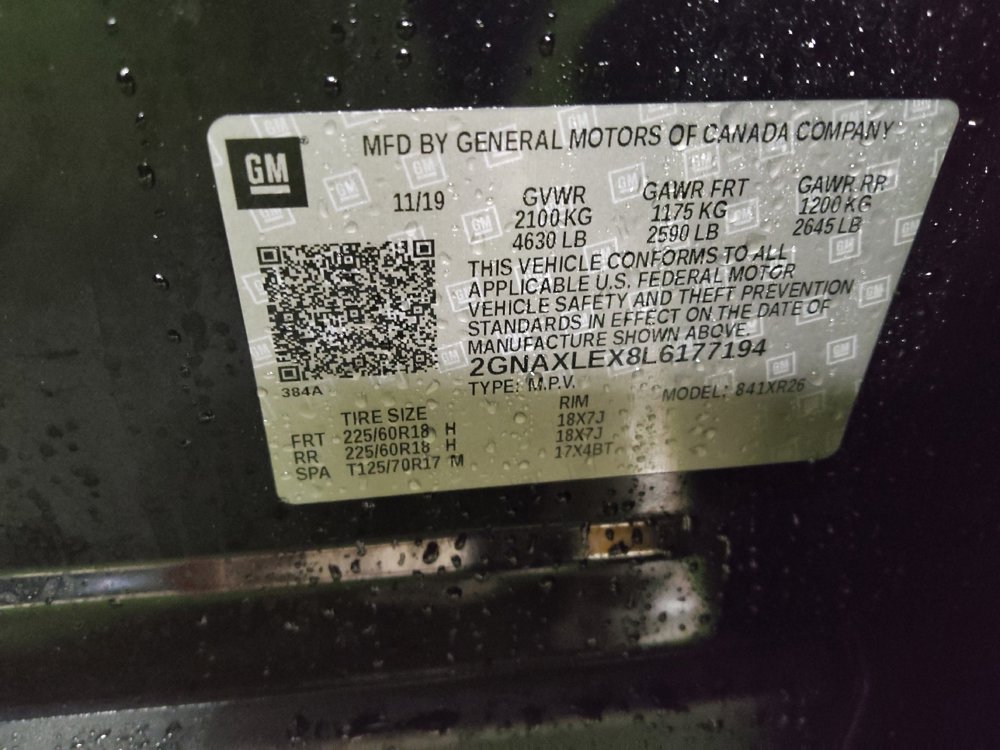 GM
MFD BY GENERAL MOTORS OF CANADA COMPANY
11/19
GVWR GAWR FRT GAWR RR
2100KG 1175 KG 1200 KG
4630 LB 2590 LB 2645 LB
THIS VEHICLE CONFORMS TO ALL
APPLICABLE U.S. FEDERAL MOTOR
VEHICLE SAFETY AND THEFT PREVENTION
STANDARDS IN EFFECT ON THE DATE OF
MANUFACTURE SHOWN ABOVE.
2GNAXLEX8L6177194
TYPE: M.P.V. MODEL: 841XR26
384A
TIRE SIZE RIM
FRT 225/60R18 H 18X7J
RR 225/60R18 H 18X7J
SPA T125/70R17 M 17X4BT